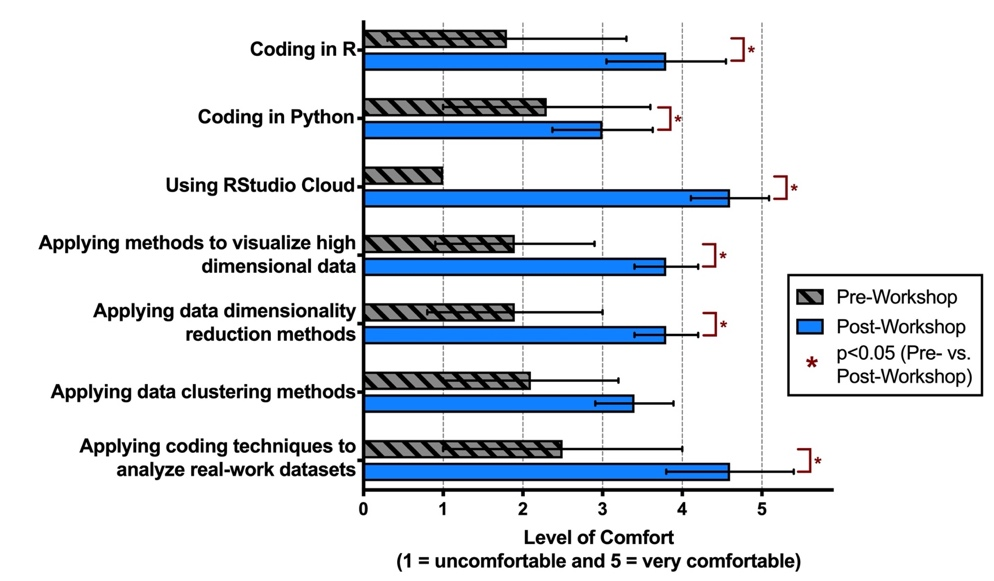 Coding in R
*
Coding in Python
*
Using RStudio Cloud
*
Applying methods to visualize high
dimensional data
*
Applying data dimensionality
reduction methods
*
Applying data clustering methods
Applying coding techniques to
analyze real-work datasets
*
Pre-Workshop
Post-Workshop
* p<0.05 (Pre- vs.
Post-Workshop)
0 1 2 3 4 5
Level of Comfort
(1 = uncomfortable and 5 = very comfortable)